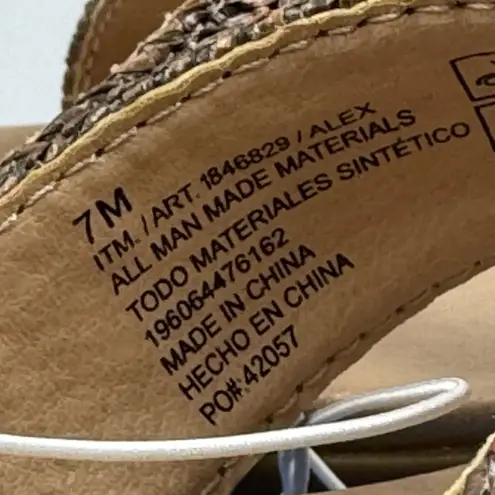 7M
ITM. / ART. 1846829 / ALEX
ALL MAN MADE MATERIALS
TODO MATERIALES SINTÉTICO
196064476162
MADE IN CHINA
HECHO EN CHINA
PO#:42057